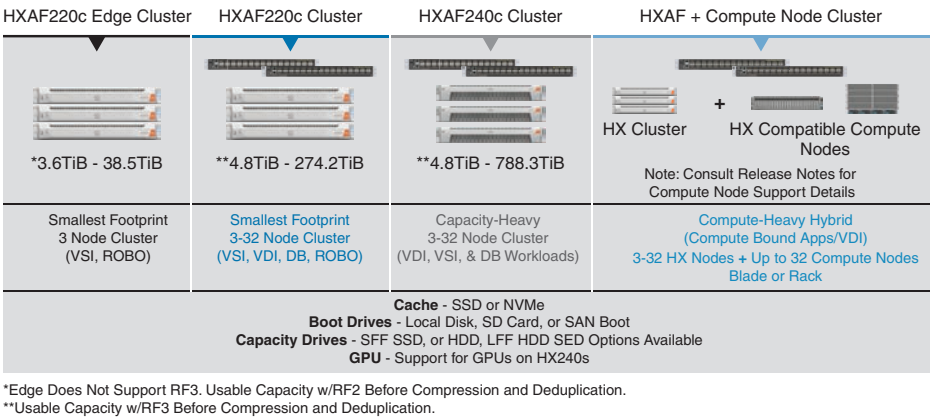 HXAF220c Edge Cluster
*3.6TiB - 38.5TiB
Smallest Footprint
3 Node Cluster
(VSI, ROBO)
HXAF220c Cluster
**4.8TiB - 274.2TiB
Smallest Footprint
3-32 Node Cluster
(VSI, VDI, DB, ROBO)
HXAF240c Cluster
**4.8TiB - 788.3TiB
Capacity-Heavy
3-32 Node Cluster
(VDI, VSI, & DB Workloads)
HXAF + Compute Node Cluster
+
HX Cluster
HX Compatible Compute
Nodes
Note: Consult Release Notes for
Compute Node Support Details
Compute-Heavy Hybrid
(Compute Bound Apps/VDI)
3-32 HX Nodes + Up to 32 Compute Nodes
Blade or Rack
Cache - SSD or NVMe
Boot Drives - Local Disk, SD Card, or SAN Boot
Capacity Drives - SFF SSD, or HDD, LFF HDD SED Options Available
GPU - Support for GPUs on HX240s
*Edge Does Not Support RF3. Usable Capacity w/RF2 Before Compression and Deduplication.
**Usable Capacity w/RF3 Before Compression and Deduplication.